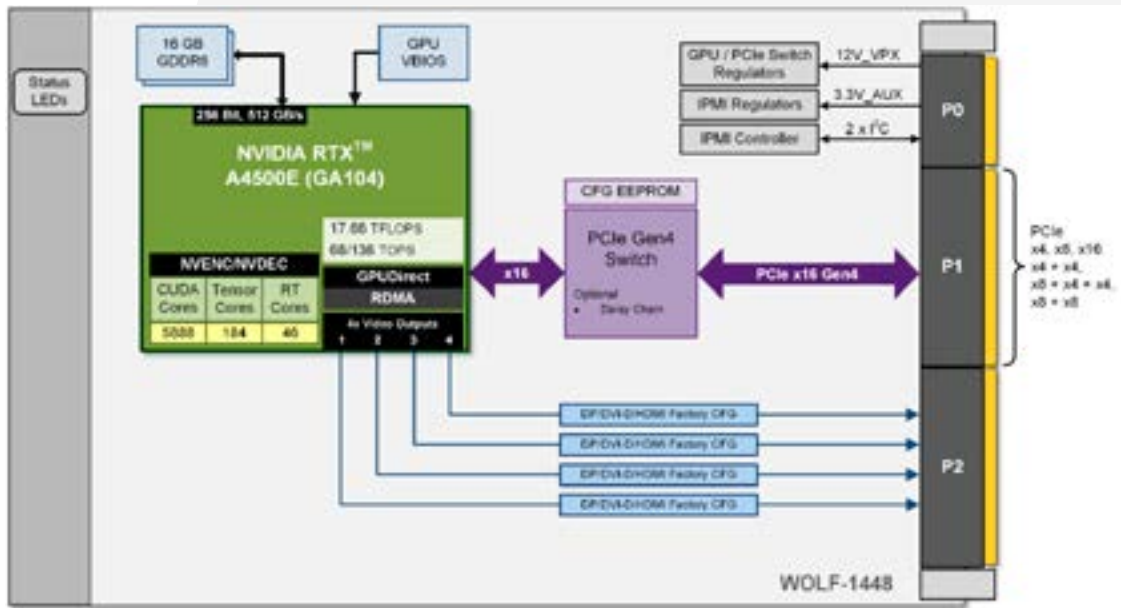 16 GB
GDDR6
GPU
VBIOS
Status
LEDs
GPU / PCIe Switch
Regulators
12V_VPX
IPMI Regulators
3.3V_AUX
IPMI Controller
2 x I²C
P0
256 Bit, 512 GB/s
NVIDIA RTX™
A4500E (GA104)
17.66 TFLOPS
68/136 TOPS
NVENC/NVDEC
GPUDirect
RDMA
CUDA
Cores
Tensor
Cores
RT
Cores
5888
184
46
4x Video Outputs
1 2 3 4
x16
CFG EEPROM
PCIe Gen4
Switch
Optional
• Daisy Chain
PCIe x16 Gen4
P1
PCIe
x4, x8, x16
x4 + x4,
x8 + x4 + x4,
x8 + x8
DP/DVI-D/HDMI Factory CFG
DP/DVI-D/HDMI Factory CFG
DP/DVI-D/HDMI Factory CFG
DP/DVI-D/HDMI Factory CFG
P2
WOLF-1448